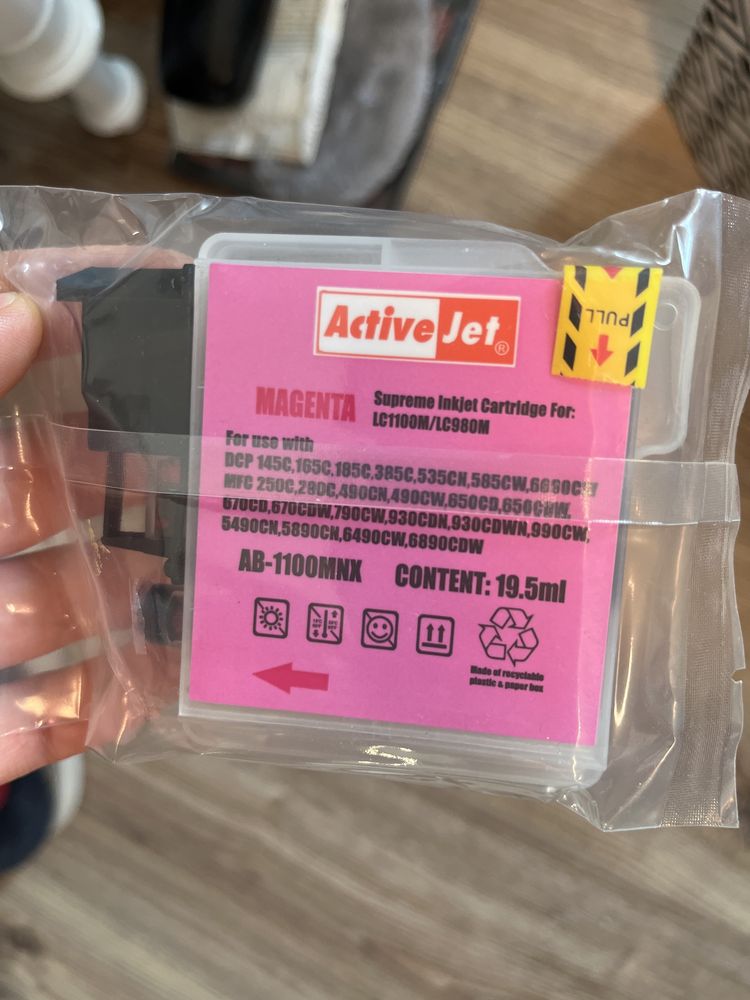 ActiveJet®
PULL
MAGENTA
Supreme Inkjet Cartridge For:
LC1100M/LC980M
For use with
DCP 145C,165C,185C,385C,535CN,585CW,6690CW
MFC 250C,290C,490CN,490CW,650CD,650CDW,
670CD,670CDW,790CW,930CDN,930CDWN,990CW,
5490CN,5890CN,6490CW,6890CDW
AB-1100MNX
CONTENT: 19.5ml
Made of recyclable
plastic & paper box